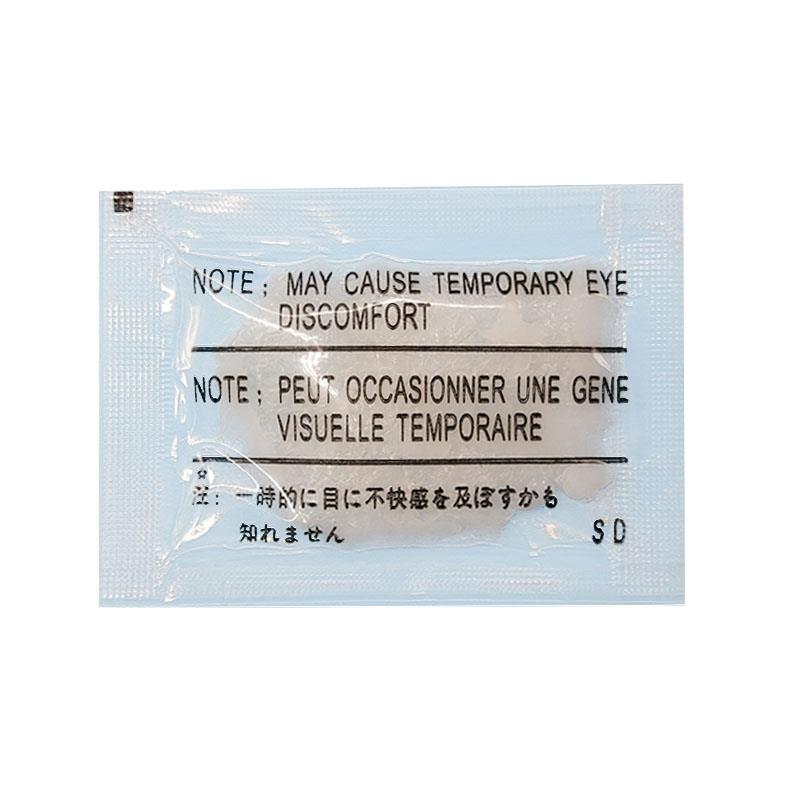 NOTE : MAY CAUSE TEMPORARY EYE
DISCOMFORT
NOTE : PEUT OCCASIONNER UNE GENE
VISUELLE TEMPORAIRE
注: 一時的に目に不快感を及ぼすかも
知れません
SD